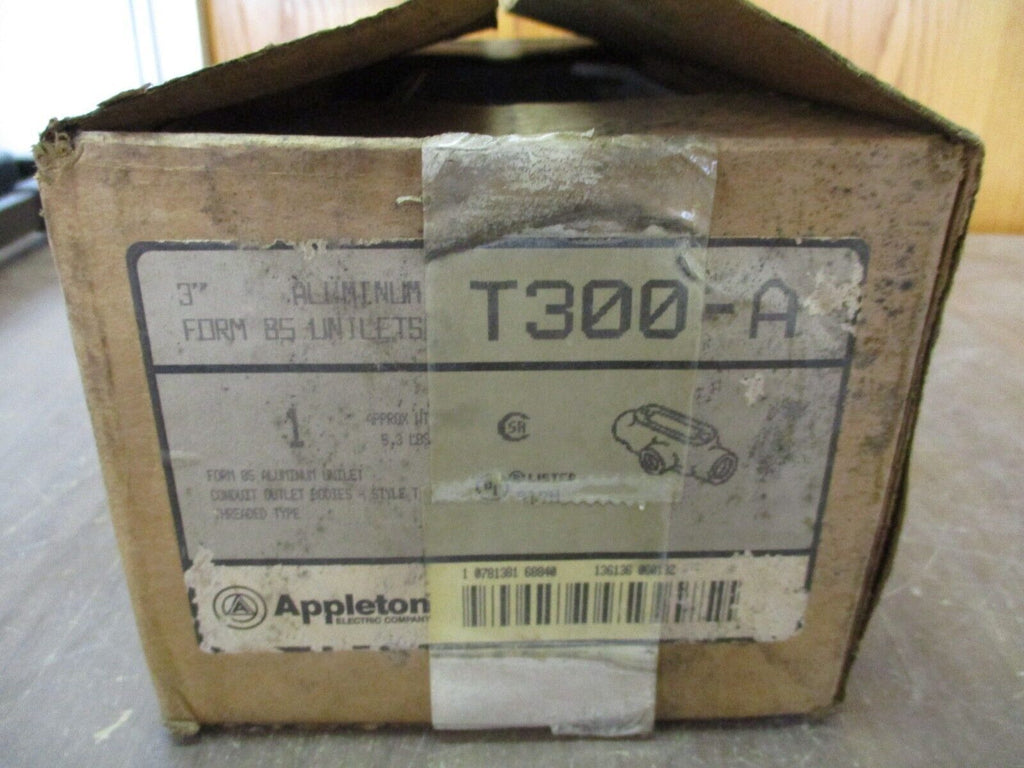 3" ALUMINUM
FORM 85 UNILETS
T300-A
1
APPROX WT
5.3 LBS
LISTED
FORM 85 ALUMINUM UNILET
CONDUIT OUTLET BODIES - STYLE T
THREADED TYPE
1 0781381 68840
Appleton
ELECTRIC COMPANY